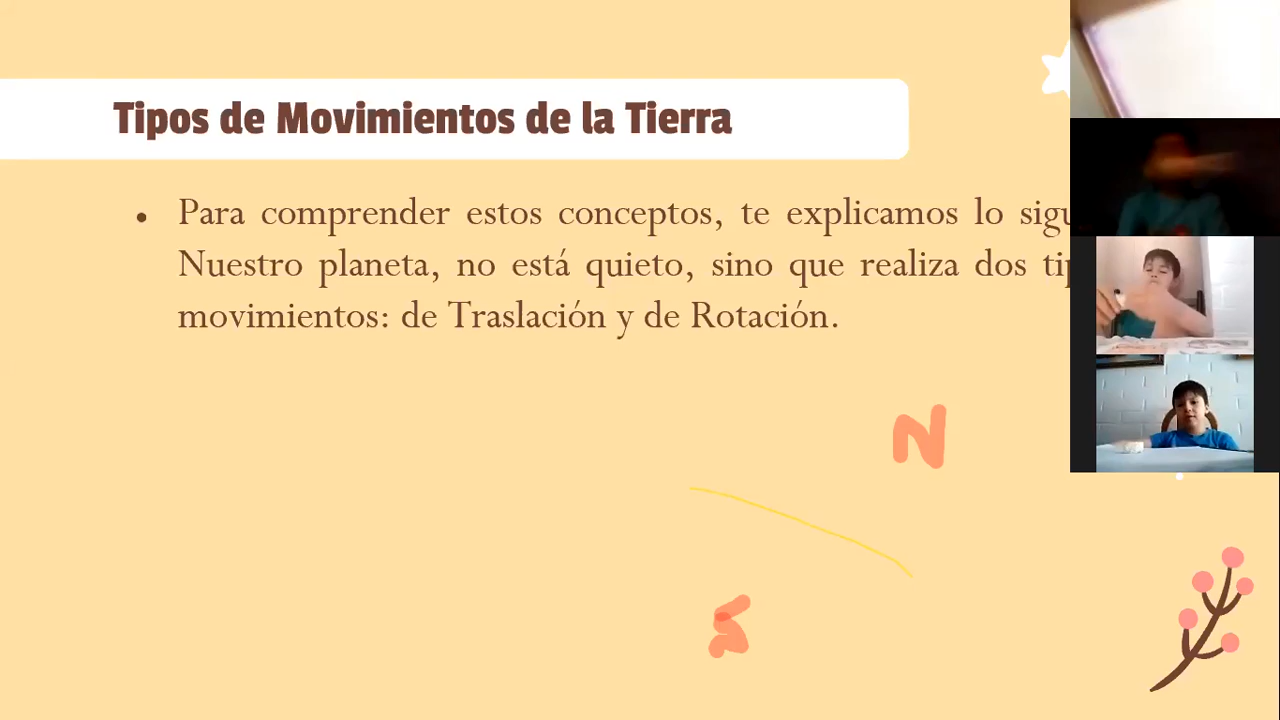 Tipos de Movimientos de la Tierra
• Para comprender estos conceptos, te explicamos lo
Nuestro planeta, no está quieto, sino que realiza dos
movimientos: de Traslación y de Rotación.
N
S